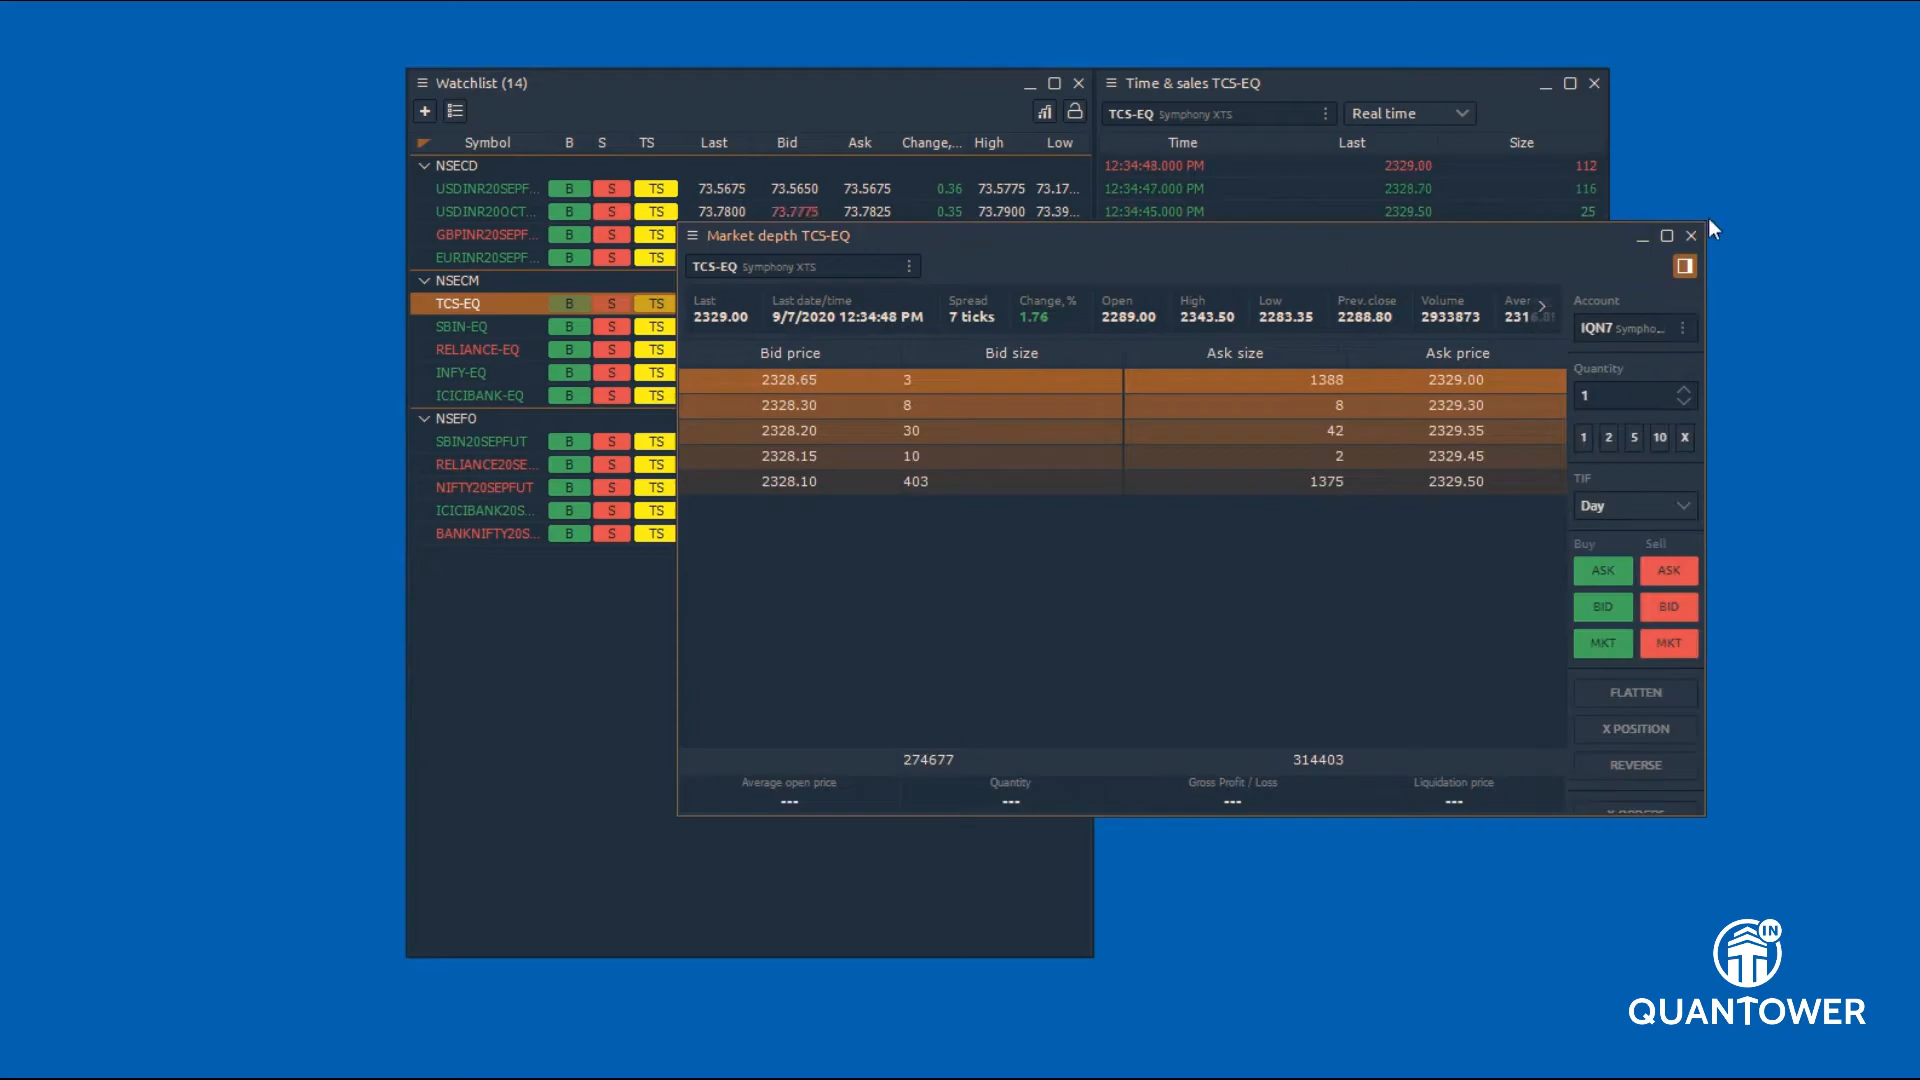 Watchlist (14)
Symbol B S TS Last Bid Ask Change,... High Low
NSECD
USDINR20SEPF... B S TS 73.5675 73.5650 73.5675 0.36 73.5775 73.17...
USDINR20OCT... B S TS 73.7800 73.7775 73.7825 0.35 73.7900 73.39...
GBPINR20SEPF... B S TS
EURINR20SEPF... B S TS
NSECM
TCS-EQ B S TS
SBIN-EQ B S TS
RELIANCE-EQ B S TS
INFY-EQ B S TS
ICICIBANK-EQ B S TS
NSEFO
SBIN20SEPFUT B S TS
RELIANCE20SE... B S TS
NIFTY20SEPFUT B S TS
ICICIBANK20S... B S TS
BANKNIFTY20S... B S TS
Time & sales TCS-EQ
TCS-EQ Symphony XTS Real time
Time Last Size
12:34:48.000 PM 2329.00 112
12:34:47.000 PM 2328.70 116
12:34:45.000 PM 2329.50 25
Market depth TCS-EQ
TCS-EQ Symphony XTS
Last Last date/time Spread Change, % Open High Low Prev. close Volume Aver
2329.00 9/7/2020 12:34:48 PM 7 ticks 1.76 2289.00 2343.50 2283.35 2288.80 2933873
Bid price Bid size Ask size Ask price
2328.65 3 1388 2329.00
2328.30 8 8 2329.30
2328.20 30 42 2329.35
2328.15 10 2 2329.45
2328.10 403 1375 2329.50
274677 314403
Average open price Quantity Gross Profit / Loss Liquidation price
--- --- --- ---
Account
IQN7 Sympho...
Quantity
1
1 2 5 10 X
TIF
Day
Buy Sell
ASK ASK
BID BID
MKT MKT
FLATTEN
X POSITION
REVERSE
IN
QUANTOWER